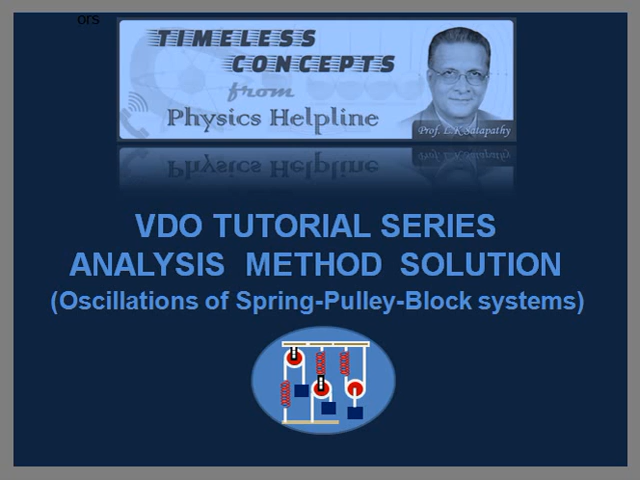 ors
TIMELESS
CONCEPTS
from
Physics Helpline
Prof. L. K Satapathy
VDO TUTORIAL SERIES
ANALYSIS METHOD SOLUTION
(Oscillations of Spring-Pulley-Block systems)